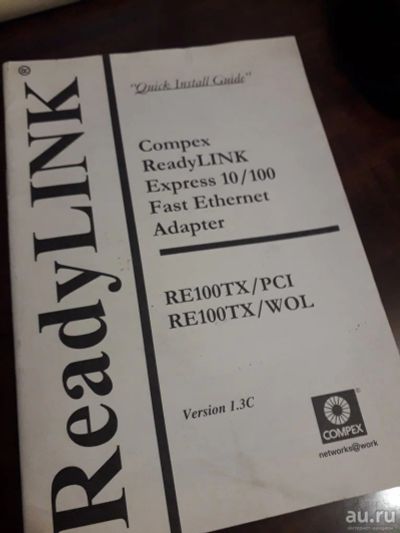 ReadyLINK®
"Quick Install Guide"
Compex
ReadyLINK
Express 10/100
Fast Ethernet
Adapter
RE100TX/PCI
RE100TX/WOL
Version 1.3C
®
COMPEX
networks@work
au.ru